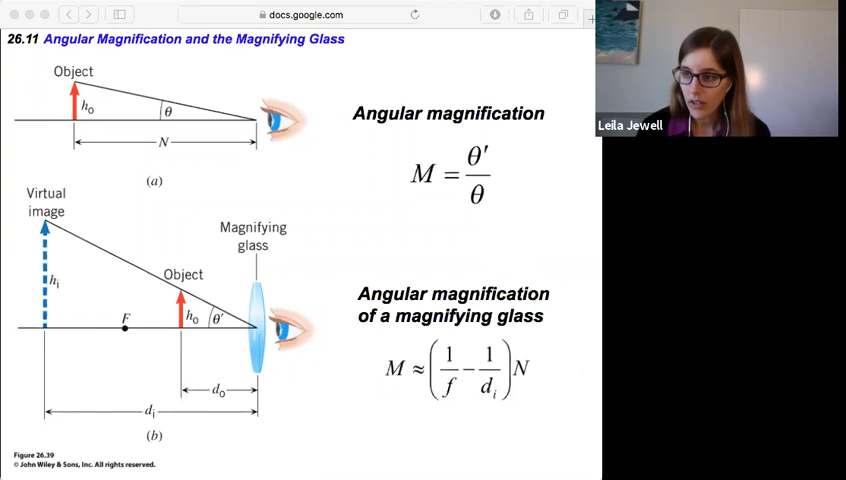 docs.google.com
26.11 Angular Magnification and the Magnifying Glass
Object
h₀
θ
N
(a)
Angular magnification
M = θ′/θ
Virtual
image
hᵢ
F
Object
h₀
θ′
Magnifying
glass
d₀
dᵢ
(b)
Angular magnification
of a magnifying glass
M ≈ (1/f − 1/dᵢ) N
Figure 26.39
© John Wiley & Sons, Inc. All rights reserved.
Leila Jewell